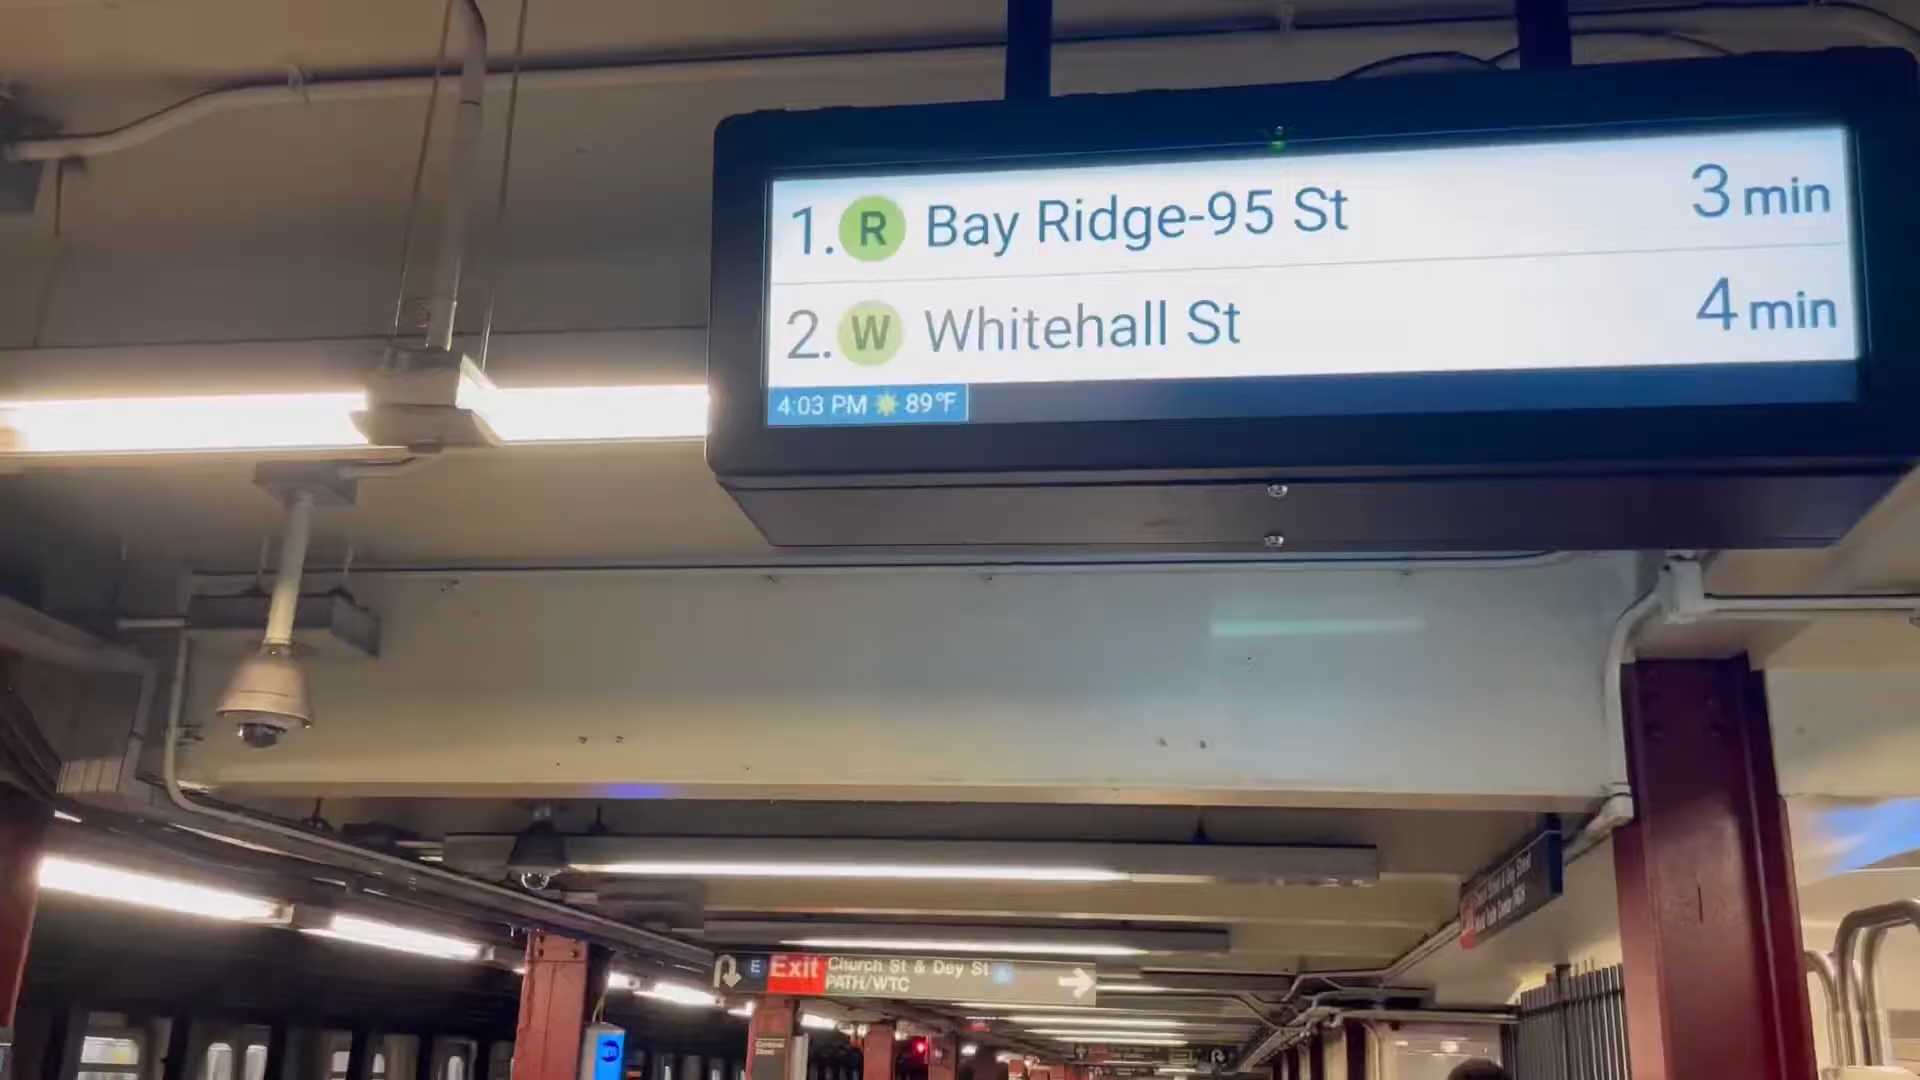 1. R Bay Ridge-95 St 3 min
2. W Whitehall St 4 min
4:03 PM 89°F
E Exit Church St & Dey St
PATH/WTC